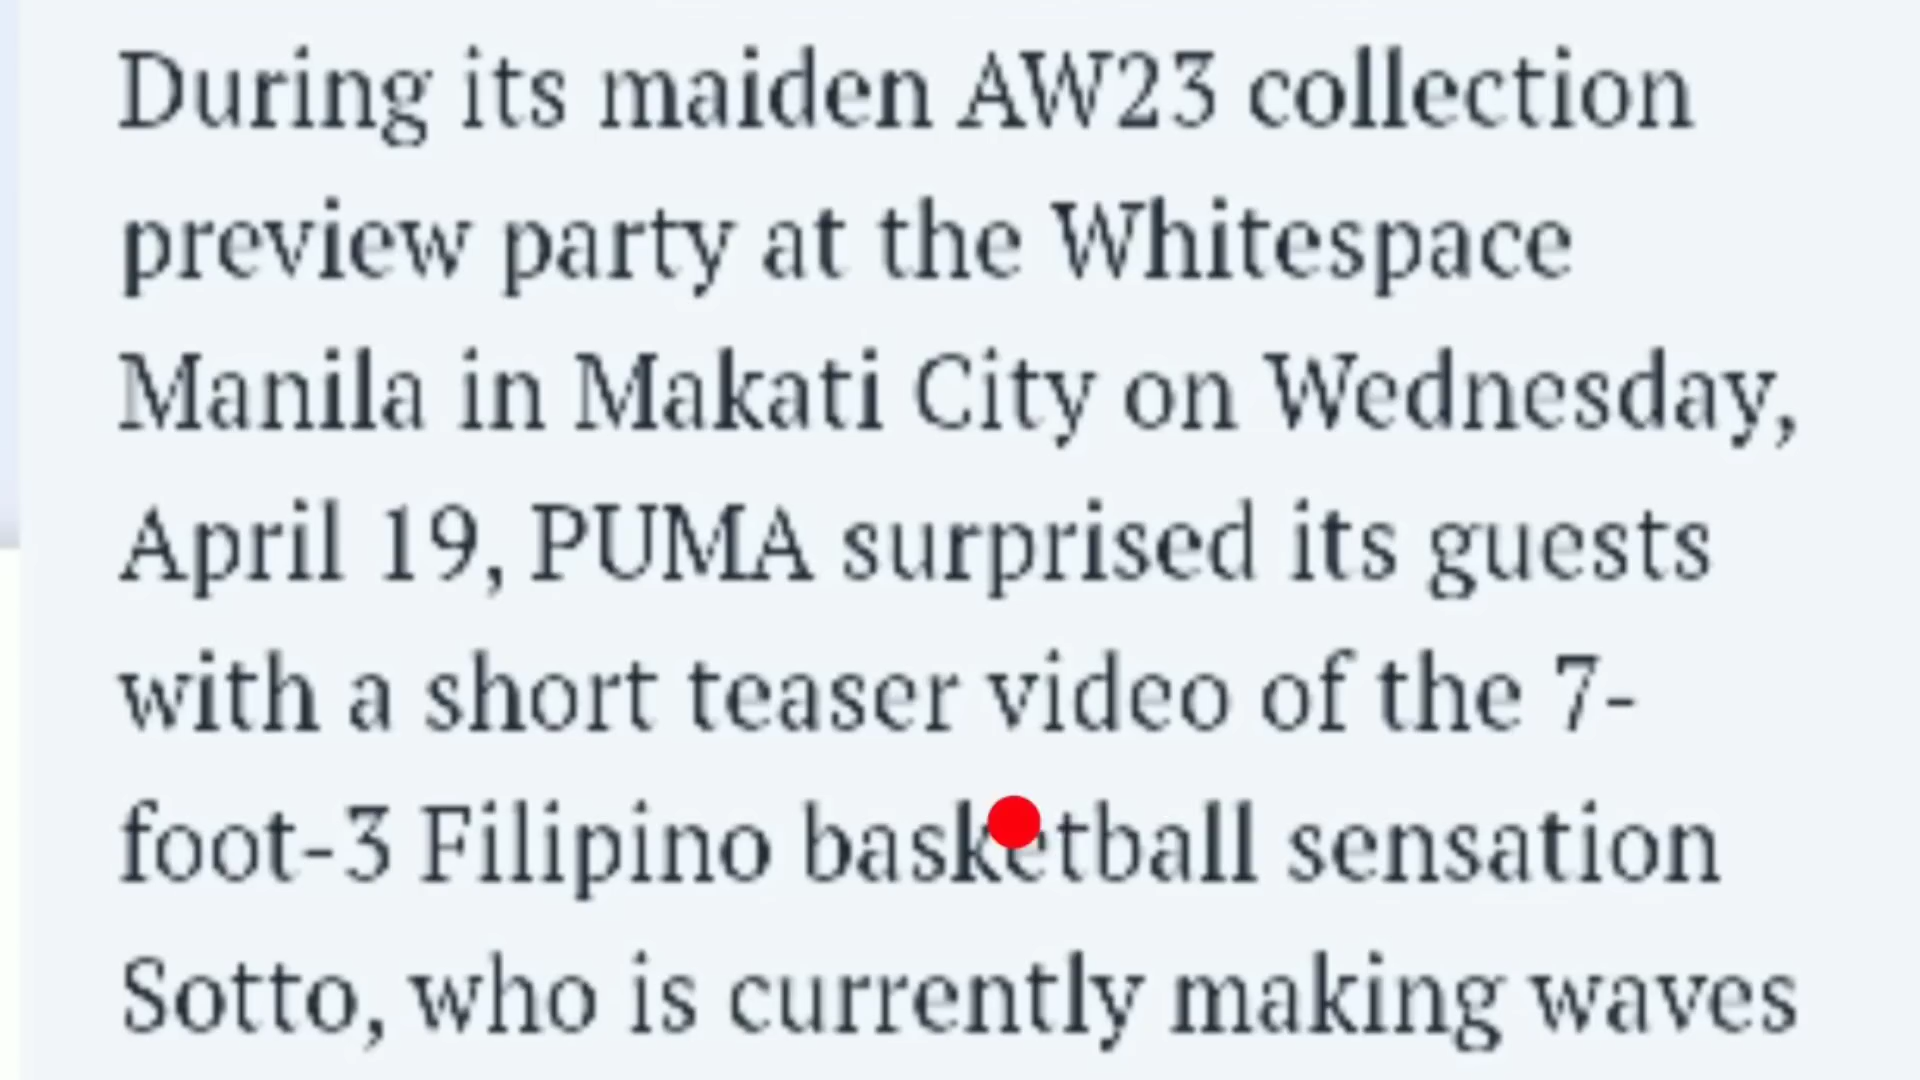 During its maiden AW23 collection
preview party at the Whitespace
Manila in Makati City on Wednesday,
April 19, PUMA surprised its guests
with a short teaser video of the 7-
foot-3 Filipino basketball sensation
Sotto, who is currently making waves